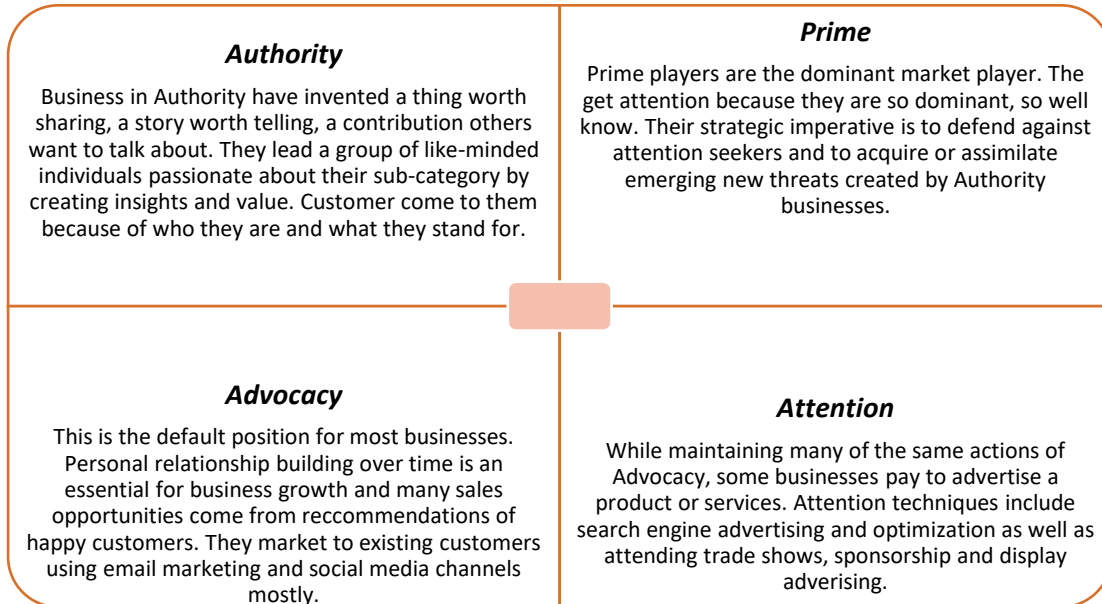 Authority
Business in Authority have invented a thing worth
sharing, a story worth telling, a contribution others
want to talk about. They lead a group of like-minded
individuals passionate about their sub-category by
creating insights and value. Customer come to them
because of who they are and what they stand for.
Prime
Prime players are the dominant market player. The
get attention because they are so dominant, so well
know. Their strategic imperative is to defend against
attention seekers and to acquire or assimilate
emerging new threats created by Authority
businesses.
Advocacy
This is the default position for most businesses.
Personal relationship building over time is an
essential for business growth and many sales
opportunities come from reccommendations of
happy customers. They market to existing customers
using email marketing and social media channels
mostly.
Attention
While maintaining many of the same actions of
Advocacy, some businesses pay to advertise a
product or services. Attention techniques include
search engine advertising and optimization as well as
attending trade shows, sponsorship and display
adverising.